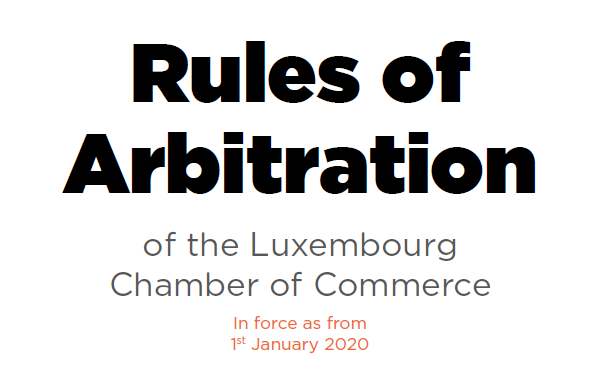 Rules of
Arbitration
of the Luxembourg
Chamber of Commerce
In force as from
1st January 2020